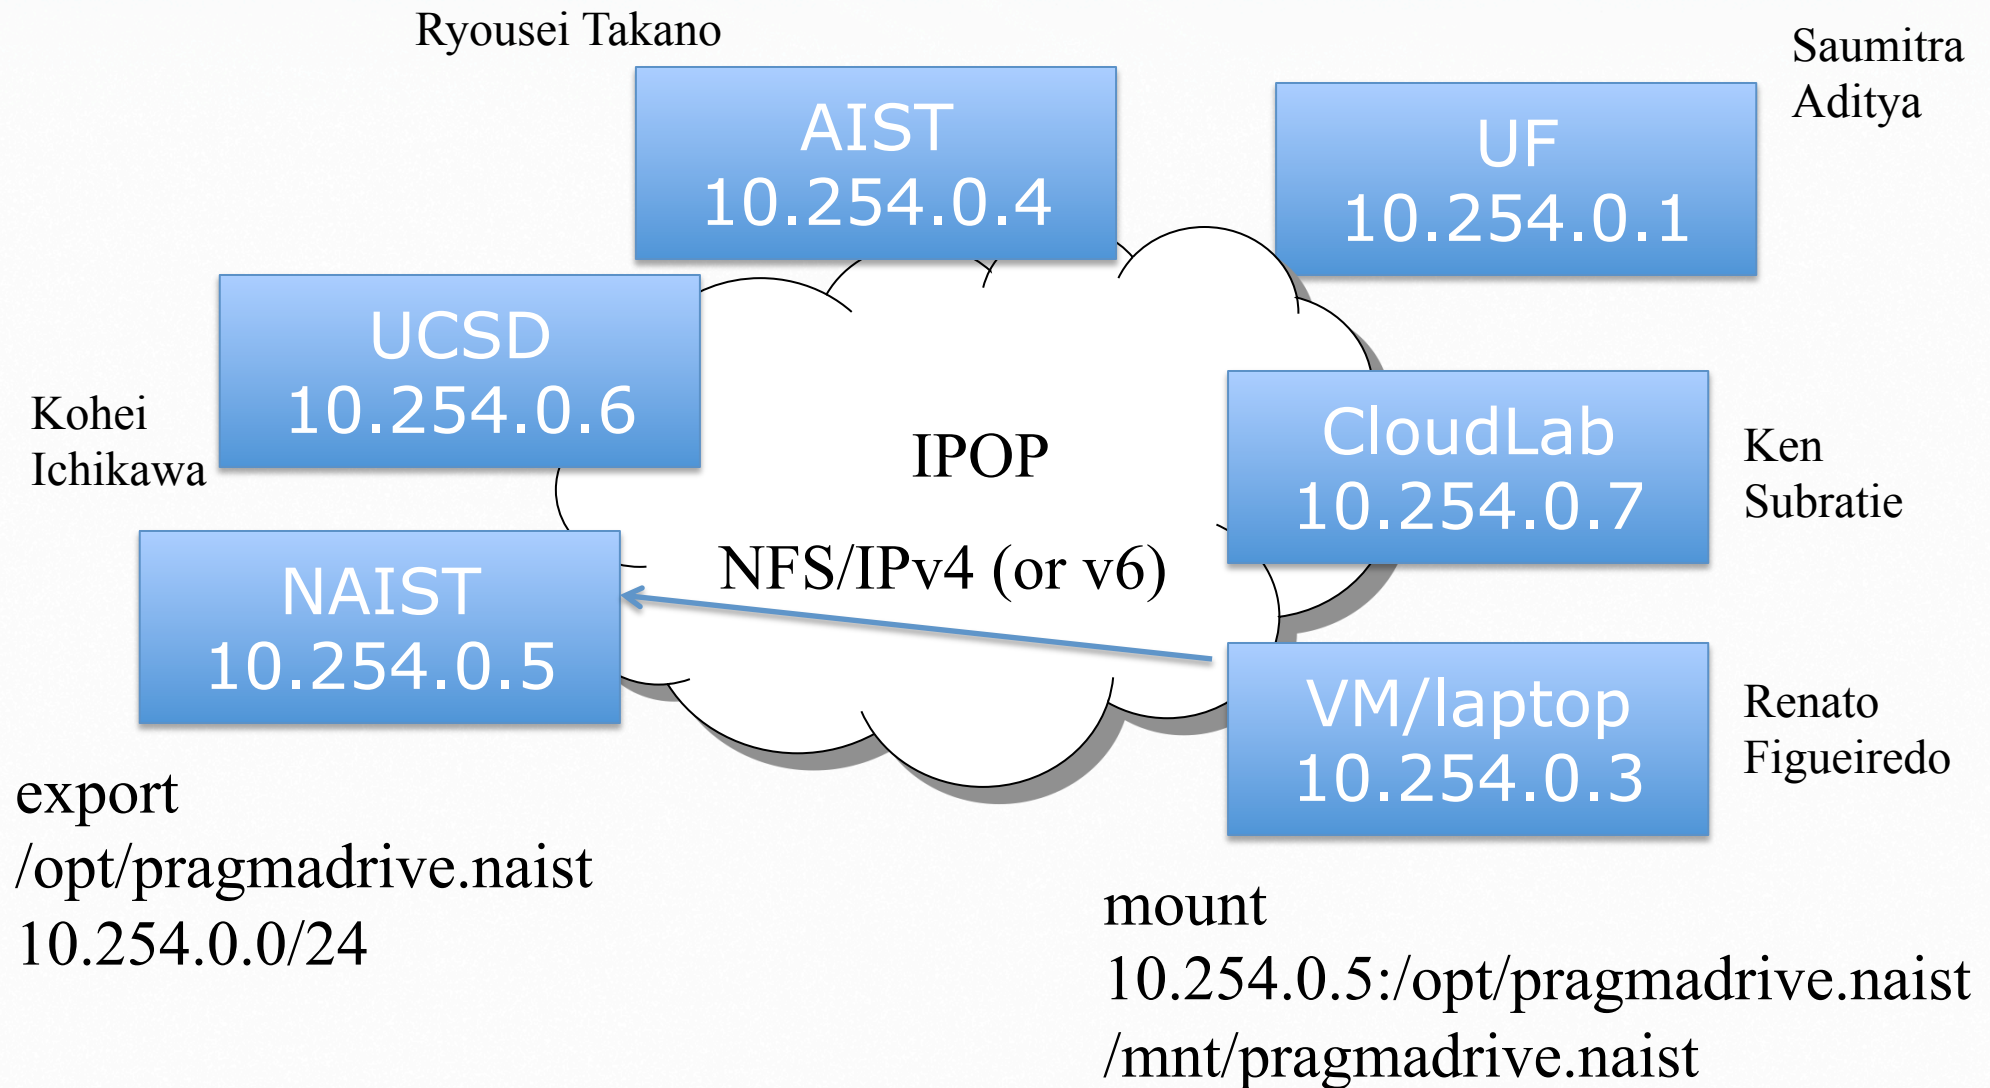 Ryousei Takano
Saumitra
Aditya
AIST
10.254.0.4
UF
10.254.0.1
UCSD
10.254.0.6
Kohei
Ichikawa
IPOP
CloudLab
10.254.0.7
Ken
Subratie
NFS/IPv4 (or v6)
NAIST
10.254.0.5
VM/laptop
10.254.0.3
Renato
Figueiredo
export
/opt/pragmadrive.naist
10.254.0.0/24
mount
10.254.0.5:/opt/pragmadrive.naist
/mnt/pragmadrive.naist